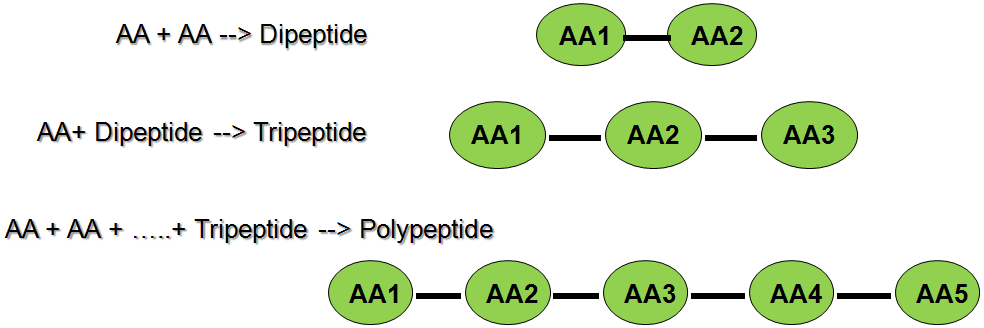 AA + AA --> Dipeptide
AA1 AA2
AA+ Dipeptide --> Tripeptide
AA1 AA2 AA3
AA + AA + …..+ Tripeptide --> Polypeptide
AA1 AA2 AA3 AA4 AA5